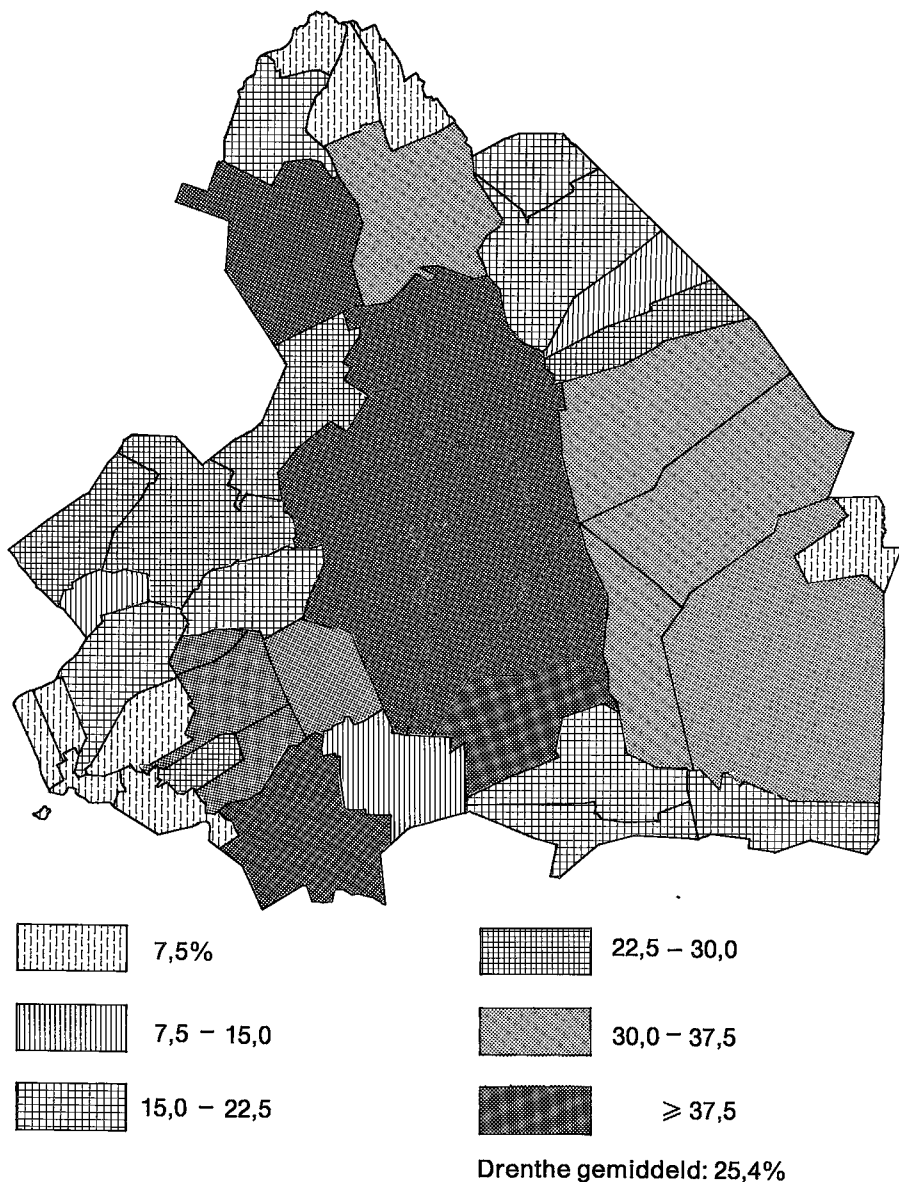 7,5%
7,5 – 15,0
15,0 – 22,5
22,5 – 30,0
30,0 – 37,5
⩾ 37,5
Drenthe gemiddeld: 25,4%